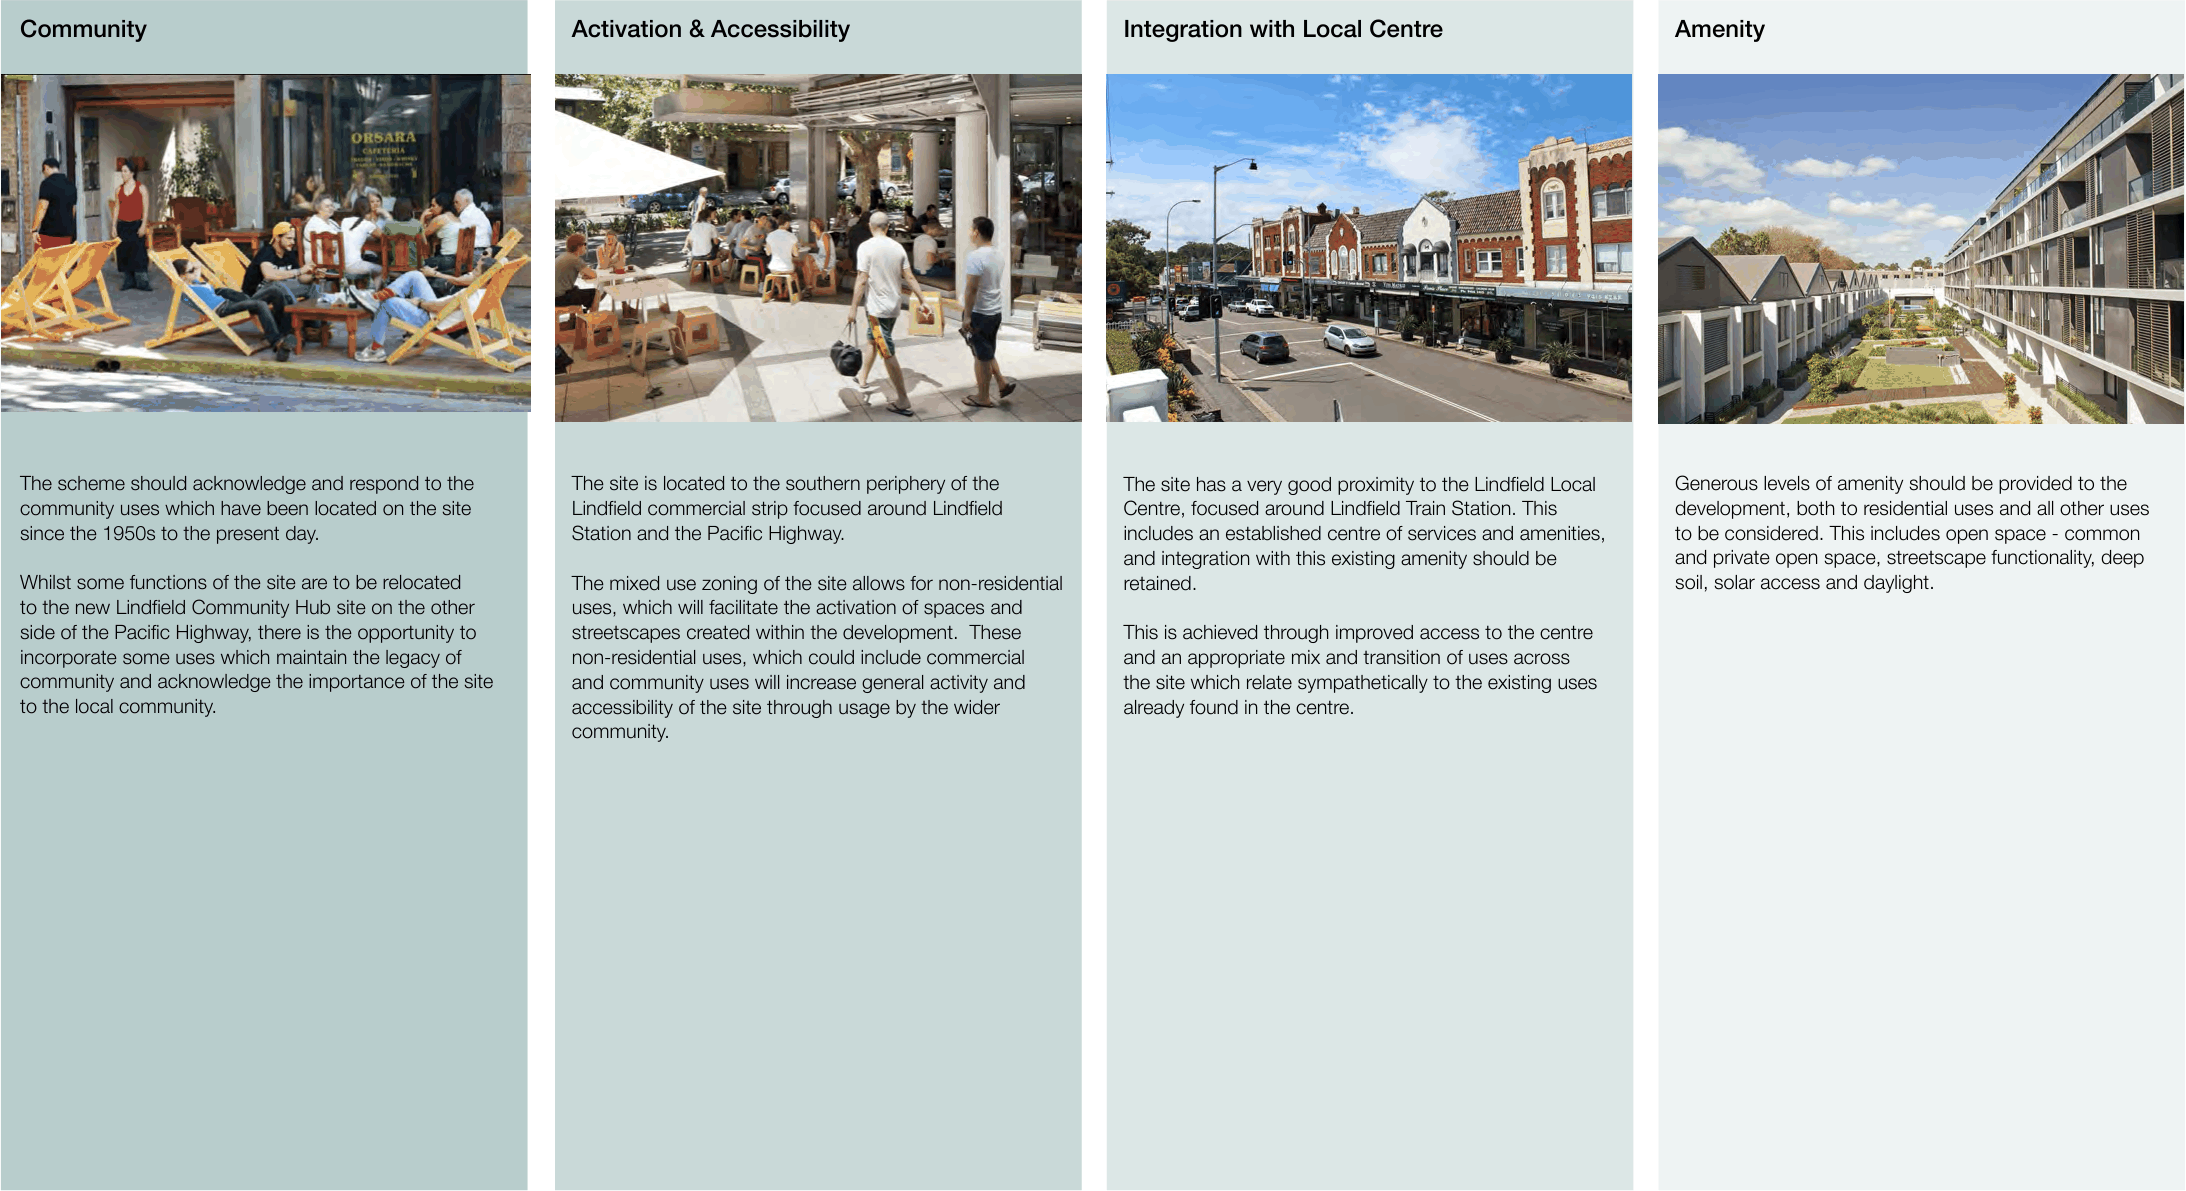 Community
ORSARA
CAFETERIA
The scheme should acknowledge and respond to the
community uses which have been located on the site
since the 1950s to the present day.
Whilst some functions of the site are to be relocated
to the new Lindfield Community Hub site on the other
side of the Pacific Highway, there is the opportunity to
incorporate some uses which maintain the legacy of
community and acknowledge the importance of the site
to the local community.
Activation & Accessibility
The site is located to the southern periphery of the
Lindfield commercial strip focused around Lindfield
Station and the Pacific Highway.
The mixed use zoning of the site allows for non-residential
uses, which will facilitate the activation of spaces and
streetscapes created within the development.  These
non-residential uses, which could include commercial
and community uses will increase general activity and
accessibility of the site through usage by the wider
community.
Integration with Local Centre
The site has a very good proximity to the Lindfield Local
Centre, focused around Lindfield Train Station. This
includes an established centre of services and amenities,
and integration with this existing amenity should be
retained.
This is achieved through improved access to the centre
and an appropriate mix and transition of uses across
the site which relate sympathetically to the existing uses
already found in the centre.
Amenity
Generous levels of amenity should be provided to the
development, both to residential uses and all other uses
to be considered. This includes open space - common
and private open space, streetscape functionality, deep
soil, solar access and daylight.